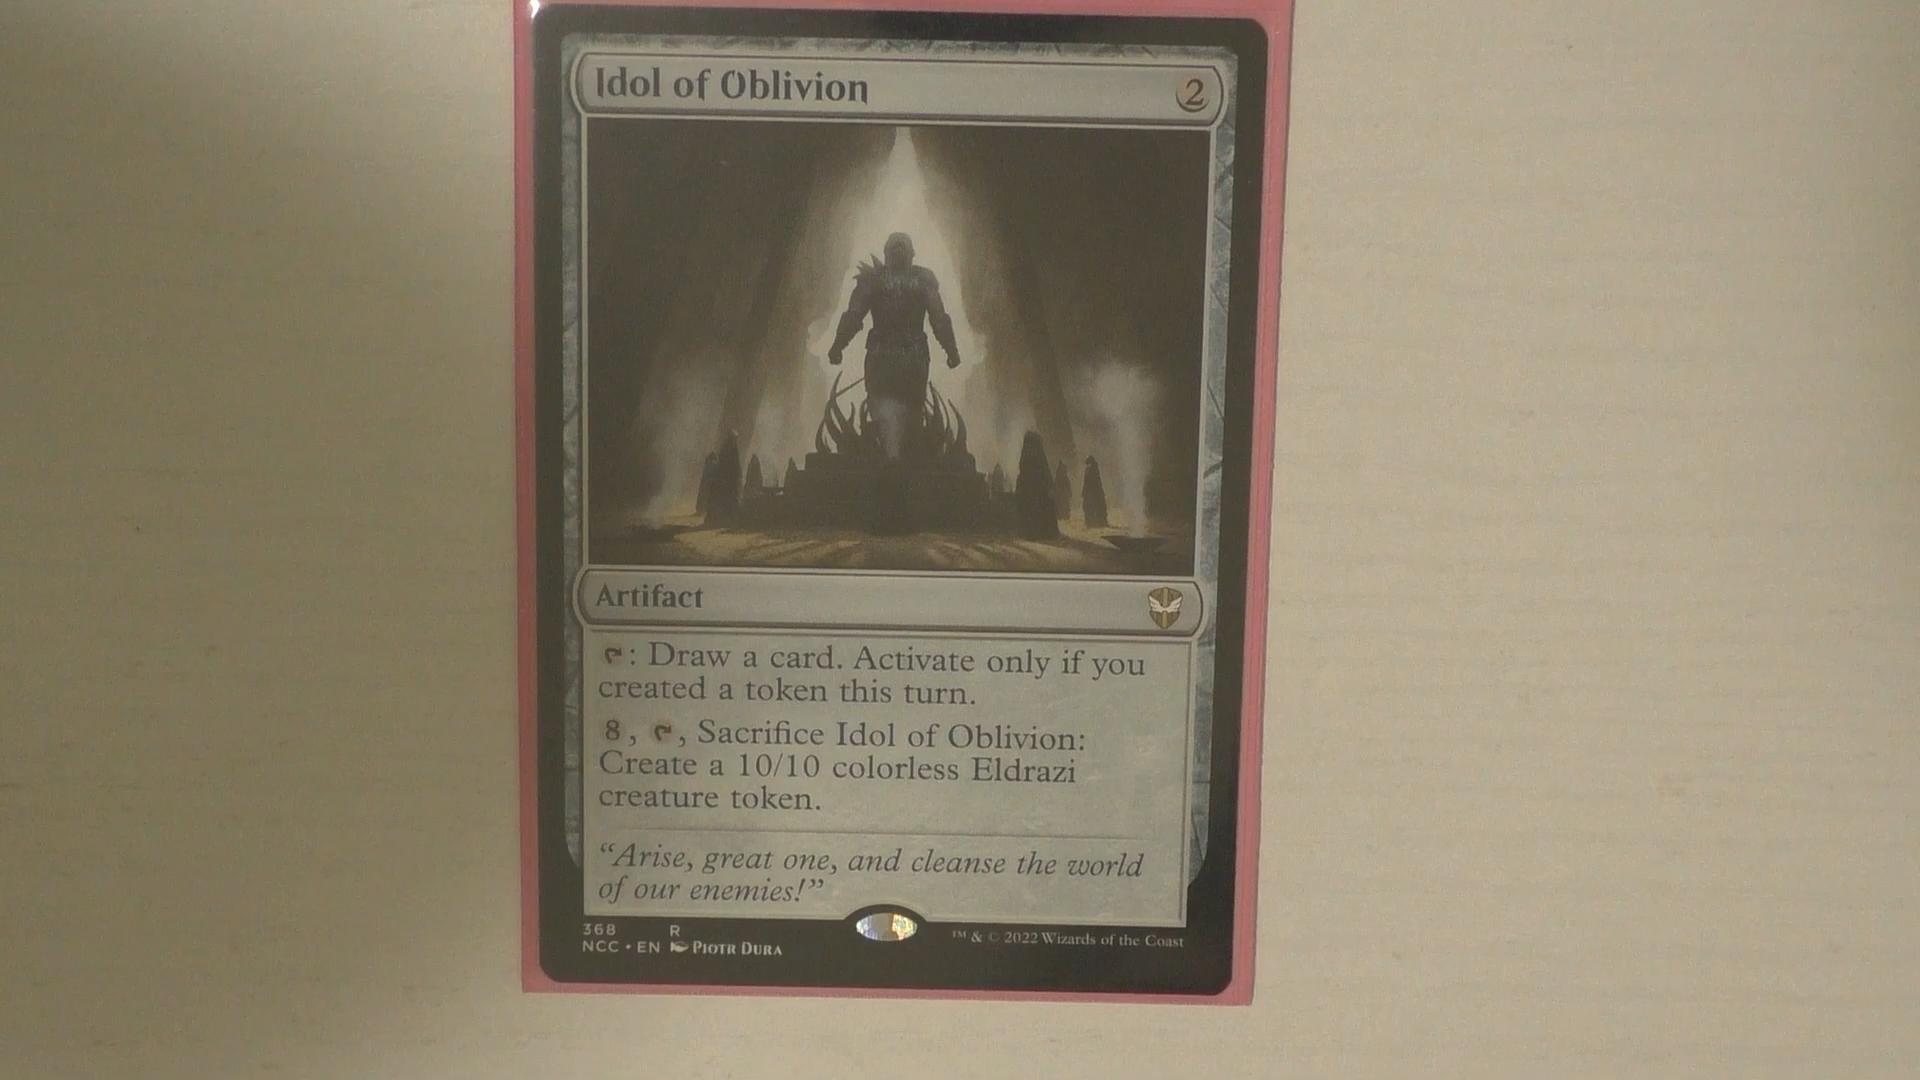 Idol of Oblivion 2
Artifact
: Draw a card. Activate only if you
created a token this turn.
8, , Sacrifice Idol of Oblivion:
Create a 10/10 colorless Eldrazi
creature token.
“Arise, great one, and cleanse the world
of our enemies!”
368 R
NCC • EN Piotr Dura
™ & © 2022 Wizards of the Coast